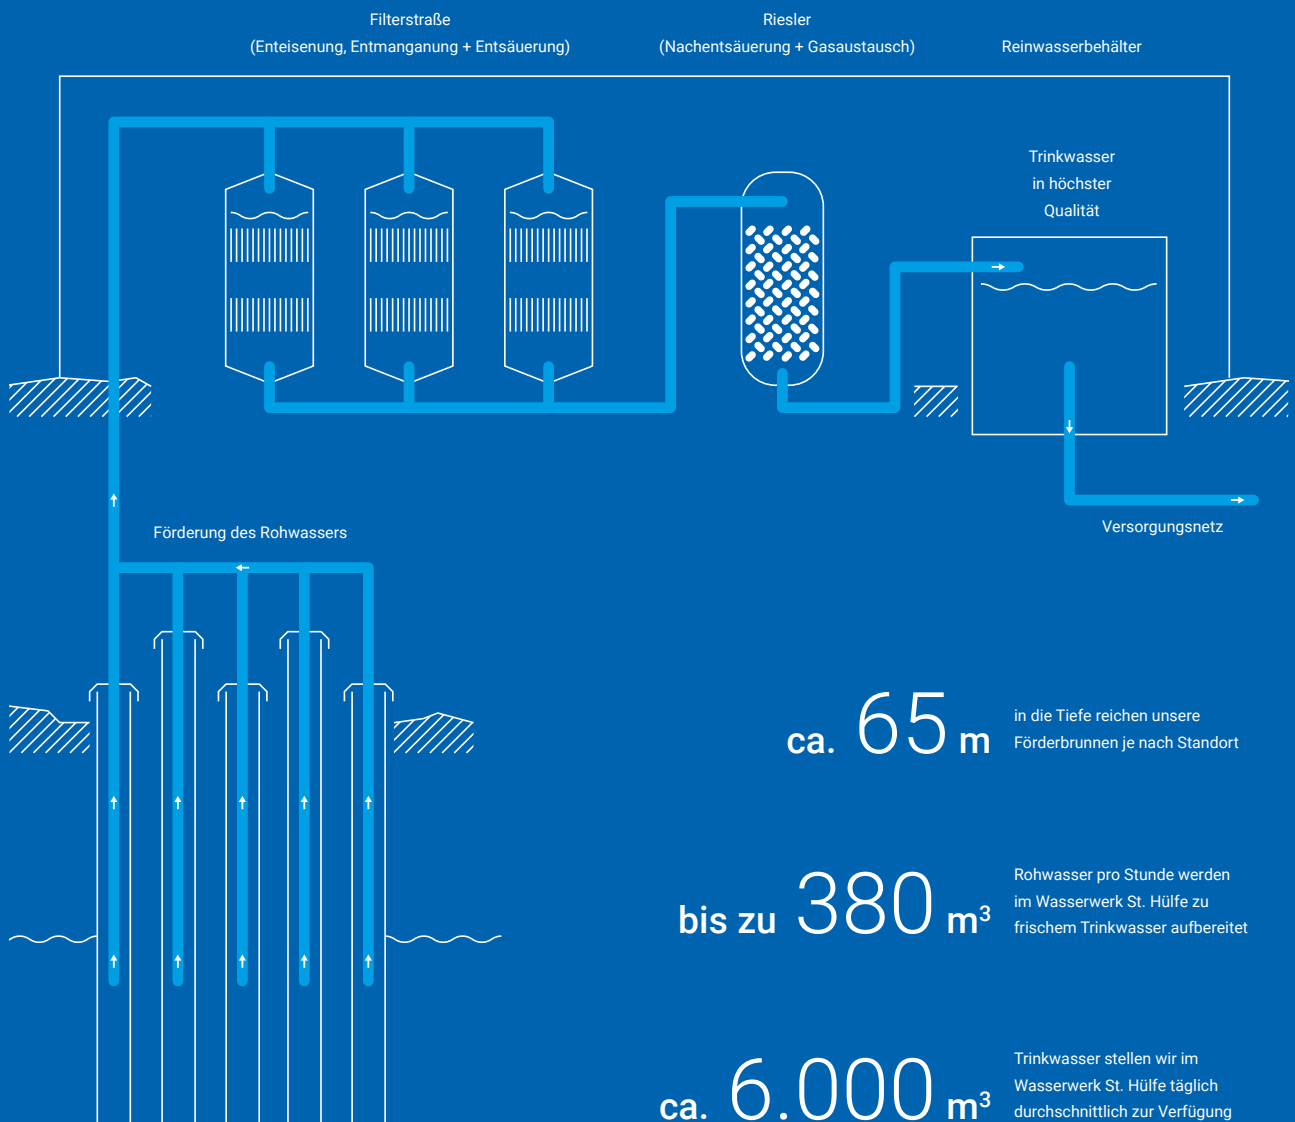 Filterstraße
(Enteisenung, Entmanganung + Entsäuerung)
Riesler
(Nachentsäuerung + Gasaustausch)
Reinwasserbehälter
Trinkwasser
in höchster
Qualität
Versorgungsnetz
Förderung des Rohwassers
ca. 65 m
in die Tiefe reichen unsere
Förderbrunnen je nach Standort
bis zu 380 m³
Rohwasser pro Stunde werden
im Wasserwerk St. Hülfe zu
frischem Trinkwasser aufbereitet
ca. 6.000 m³
Trinkwasser stellen wir im
Wasserwerk St. Hülfe täglich
durchschnittlich zur Verfügung